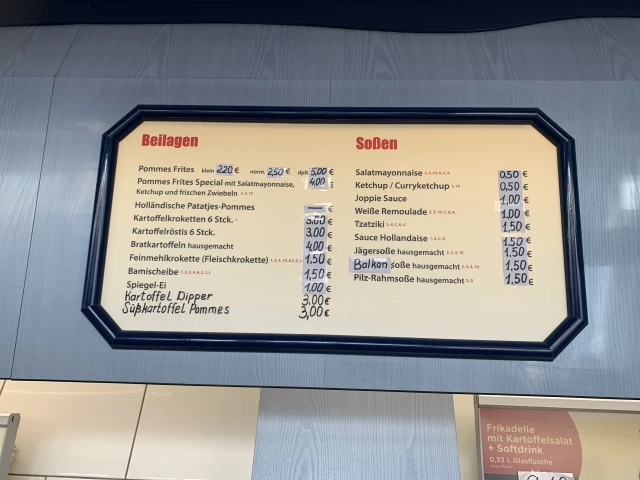 Beilagen
Pommes Frites klein 2,20 € norm. 2,50 € dplt. 5,00 €
Pommes Frites Special mit Salatmayonnaise, 4,00 €
Ketchup und frischen Zwiebeln
Holländische Patatjes-Pommes — €
Kartoffelkroketten 6 Stck. 3,00 €
Kartoffelröstis 6 Stck. 3,00 €
Bratkartoffeln hausgemacht 4,00 €
Feinmehlkrokette (Fleischkrokette) 1,50 €
Bamischeibe 1,50 €
Spiegel-Ei 1,00 €
Kartoffel Dipper 3,00 €
Süßkartoffel Pommes 3,00 €
Soßen
Salatmayonnaise 0,50 €
Ketchup / Curryketchup 0,50 €
Joppie Sauce 1,00 €
Weiße Remoulade 1,00 €
Tzatziki 1,50 €
Sauce Hollandaise 1,50 €
Jägersoße hausgemacht 1,50 €
Balkansoße hausgemacht 1,50 €
Pilz-Rahmsoße hausgemacht 1,50 €
Frikadelle
mit Kartoffelsalat
+ Softdrink
0,33 L Glasflasche